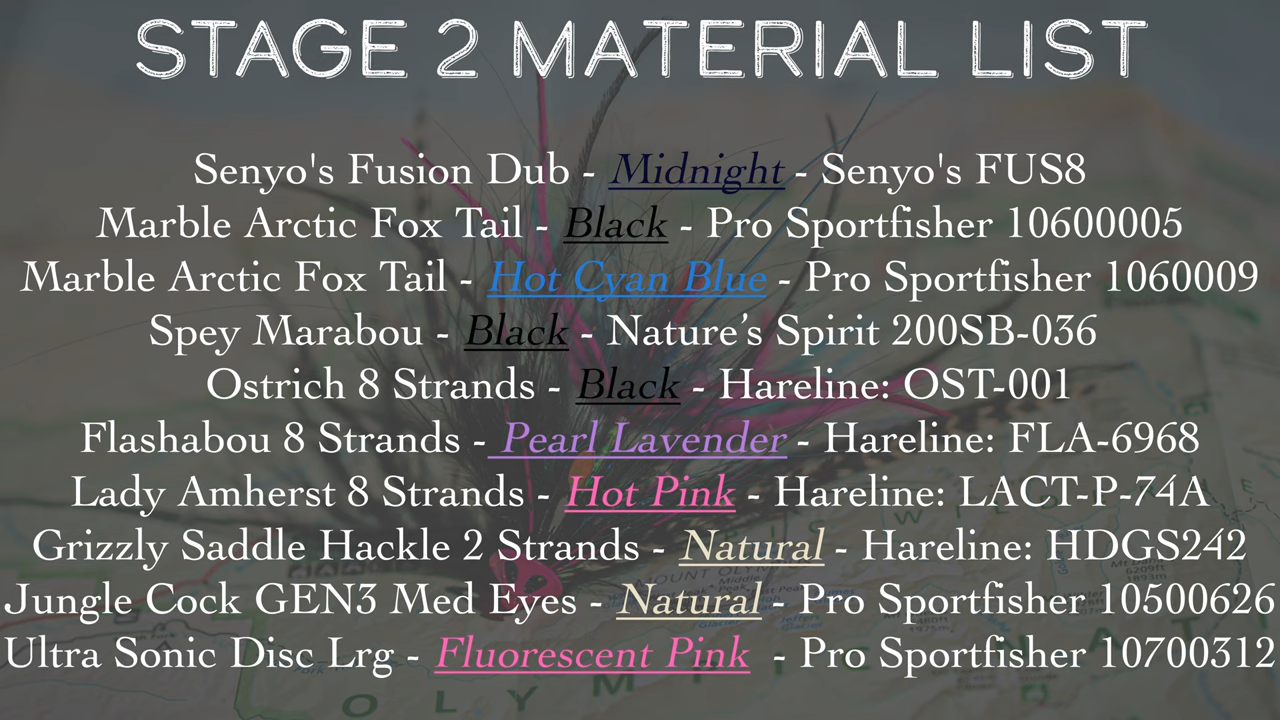 STAGE 2 MATERIAL LIST
Senyo's Fusion Dub - Midnight - Senyo's FUS8
Marble Arctic Fox Tail - Black - Pro Sportfisher 10600005
Marble Arctic Fox Tail - Hot Cyan Blue - Pro Sportfisher 1060009
Spey Marabou - Black - Nature’s Spirit 200SB-036
Ostrich 8 Strands - Black - Hareline: OST-001
Flashabou 8 Strands - Pearl Lavender - Hareline: FLA-6968
Lady Amherst 8 Strands - Hot Pink - Hareline: LACT-P-74A
Grizzly Saddle Hackle 2 Strands - Natural - Hareline: HDGS242
Jungle Cock GEN3 Med Eyes - Natural - Pro Sportfisher 10500626
Ultra Sonic Disc Lrg - Fluorescent Pink - Pro Sportfisher 10700312
MOUNT OLYMPUS
OLYMPIC